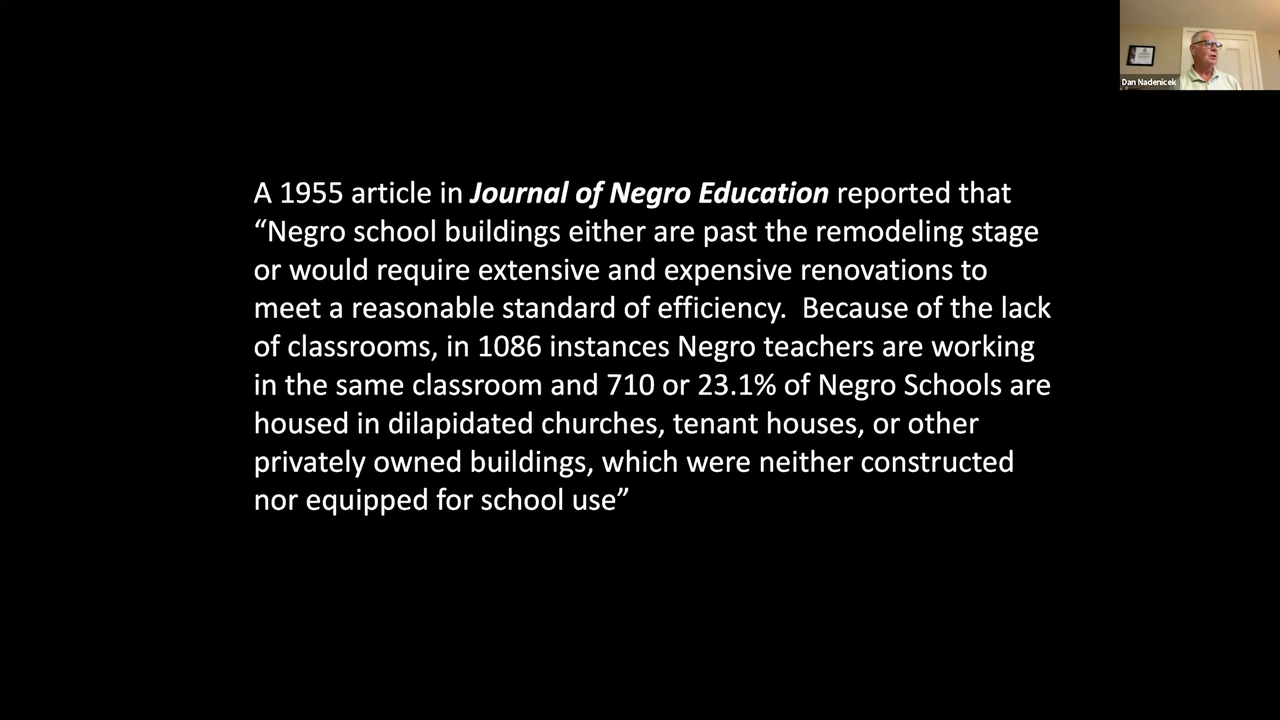 Dan Nadenicek
A 1955 article in Journal of Negro Education reported that
“Negro school buildings either are past the remodeling stage
or would require extensive and expensive renovations to
meet a reasonable standard of efficiency.  Because of the lack
of classrooms, in 1086 instances Negro teachers are working
in the same classroom and 710 or 23.1% of Negro Schools are
housed in dilapidated churches, tenant houses, or other
privately owned buildings, which were neither constructed
nor equipped for school use”